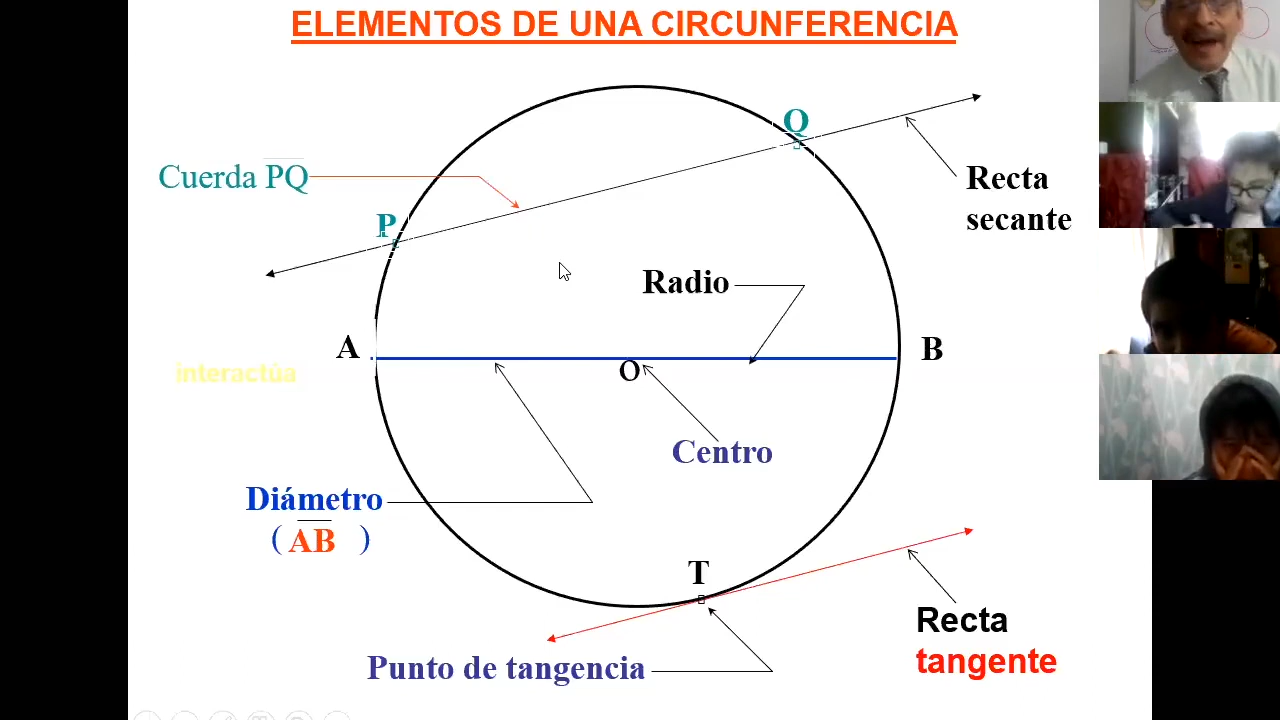 ELEMENTOS DE UNA CIRCUNFERENCIA
Q
Cuerda PQ
Recta
secante
P
Radio
A
B
interactúa
O
Centro
Diámetro
( AB )
T
Recta
tangente
Punto de tangencia